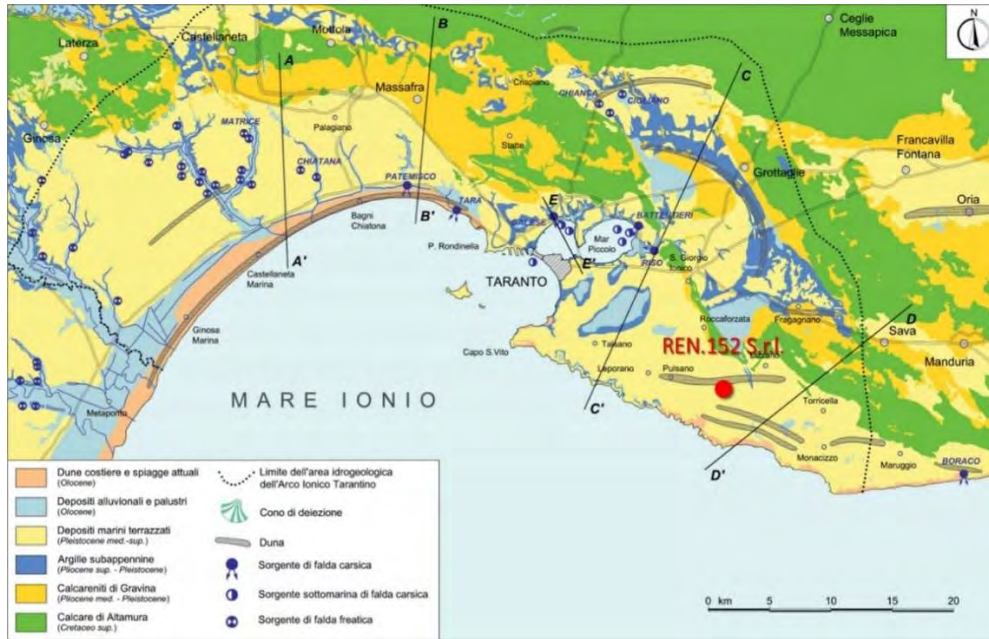 N
Laterza
Castellaneta
Mottola
B
Ceglie
Messapica
A
Massafra
Crispiano
C
CHIANCA
CIGLIANO
Ginosa
MATRICE
Palagiano
Statte
Francavilla
Fontana
CHIATANA
Grottaglie
PATEMISCO
TARA
E
Oria
Bagni
Chiatona
B'
GALESE
BATTENTIERI
Mar
Piccolo
P. Rondinella
RISO
S. Giorgio
Ionico
A'
E'
TARANTO
Castellaneta
Marina
D
Roccaforzata
Fragagnano
Sava
Ginosa
Marina
Capo S.Vito
Talsano
REN.152 S.r.l.
Manduria
Leporano
Pulsano
Metaponto
MARE IONIO
C'
Torricella
Monacizzo
Maruggio
BORACO
D'
Dune costiere e spiagge attuali
(Olocene)
Depositi alluvionali e palustri
(Olocene)
Depositi marini terrazzati
(Pleistocene med.-sup.)
Argille subappennine
(Pliocene sup. - Pleistocene)
Calcareniti di Gravina
(Pliocene med. - Pleistocene)
Calcare di Altamura
(Cretaceo sup.)
Limite dell'area idrogeologica
dell'Arco Ionico Tarantino
Cono di deiezione
Duna
Sorgente di falda carsica
Sorgente sottomarina di falda carsica
Sorgente di falda freatica
0 km 5 10 15 20